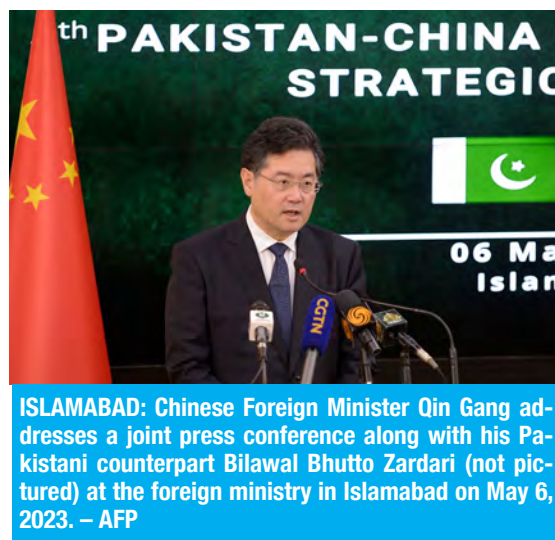 th PAKISTAN-CHINA
STRATEGIC
06 Ma
Islam
CGTN
ISLAMABAD: Chinese Foreign Minister Qin Gang ad-
dresses a joint press conference along with his Pa-
kistani counterpart Bilawal Bhutto Zardari (not pic-
tured) at the foreign ministry in Islamabad on May 6,
2023. – AFP